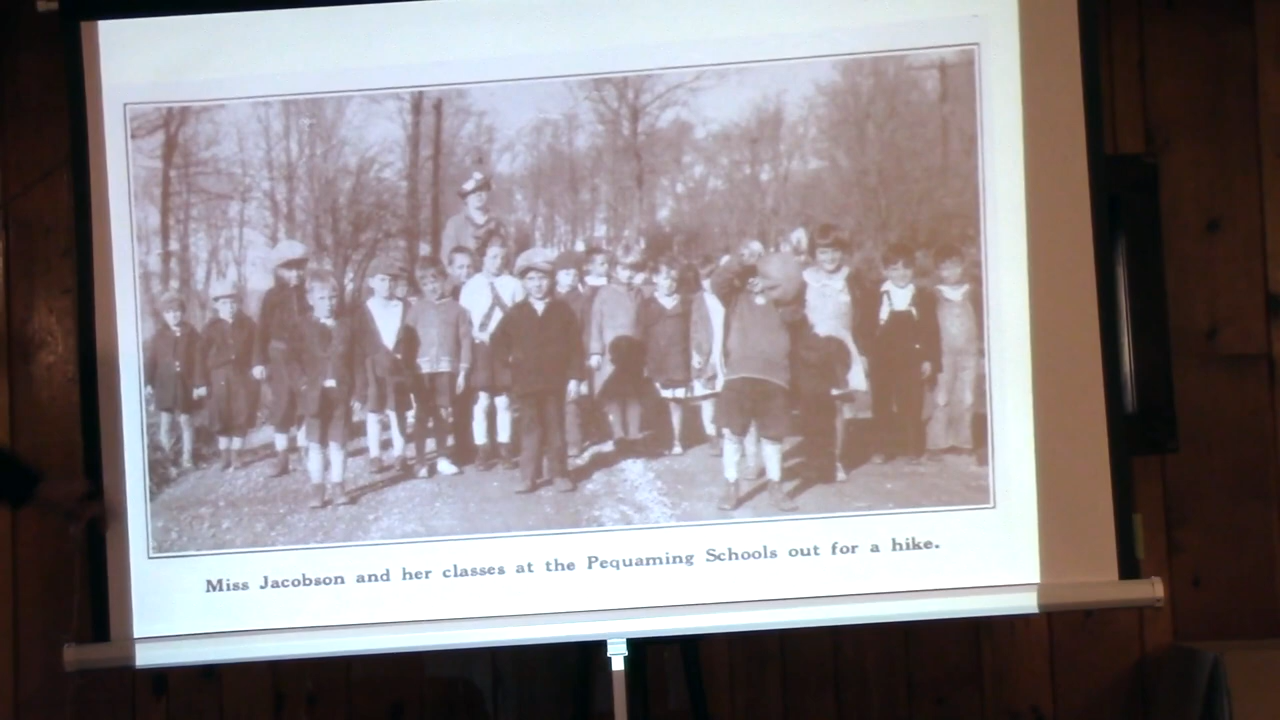 Miss Jacobson and her classes at the Pequaming Schools out for a hike.